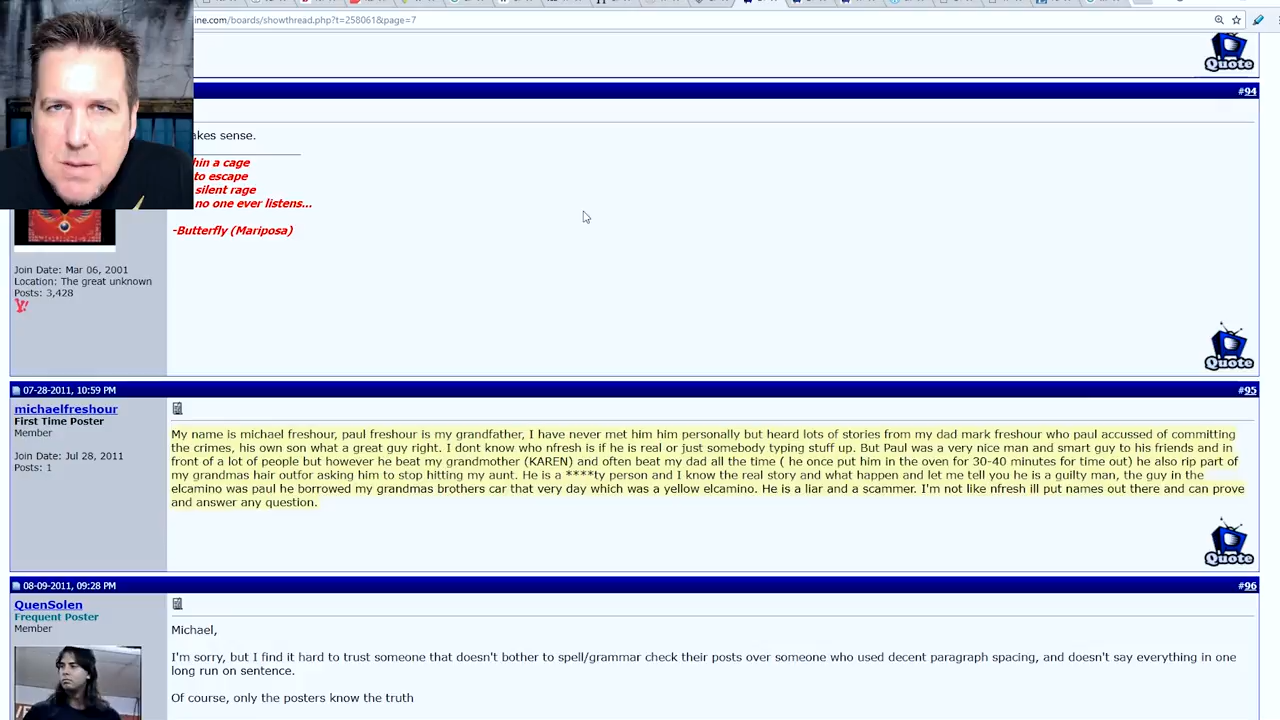 ine.com/boards/showthread.php?t=258061&page=7
Quote
#94
akes sense.
hin a cage
to escape
silent rage
no one ever listens...
-Butterfly (Mariposa)
Join Date: Mar 06, 2001
Location: The great unknown
Posts: 3,428
Y!
Quote
07-28-2011, 10:59 PM
#95
michaelfreshour
First Time Poster
Member
Join Date: Jul 28, 2011
Posts: 1
My name is michael freshour, paul freshour is my grandfather, I have never met him him personally but heard lots of stories from my dad mark freshour who paul accussed of committing
the crimes, his own son what a great guy right. I dont know who nfresh is if he is real or just somebody typing stuff up. But Paul was a very nice man and smart guy to his friends and in
front of a lot of people but however he beat my grandmother (KAREN) and often beat my dad all the time ( he once put him in the oven for 30-40 minutes for time out) he also rip part of
my grandmas hair outfor asking him to stop hitting my aunt. He is a ****ty person and I know the real story and what happen and let me tell you he is a guilty man, the guy in the
elcamino was paul he borrowed my grandmas brothers car that very day which was a yellow elcamino. He is a liar and a scammer. I'm not like nfresh ill put names out there and can prove
and answer any question.
Quote
08-09-2011, 09:28 PM
#96
QuenSolen
Frequent Poster
Member
Michael,
I'm sorry, but I find it hard to trust someone that doesn't bother to spell/grammar check their posts over someone who used decent paragraph spacing, and doesn't say everything in one
long run on sentence.
Of course, only the posters know the truth